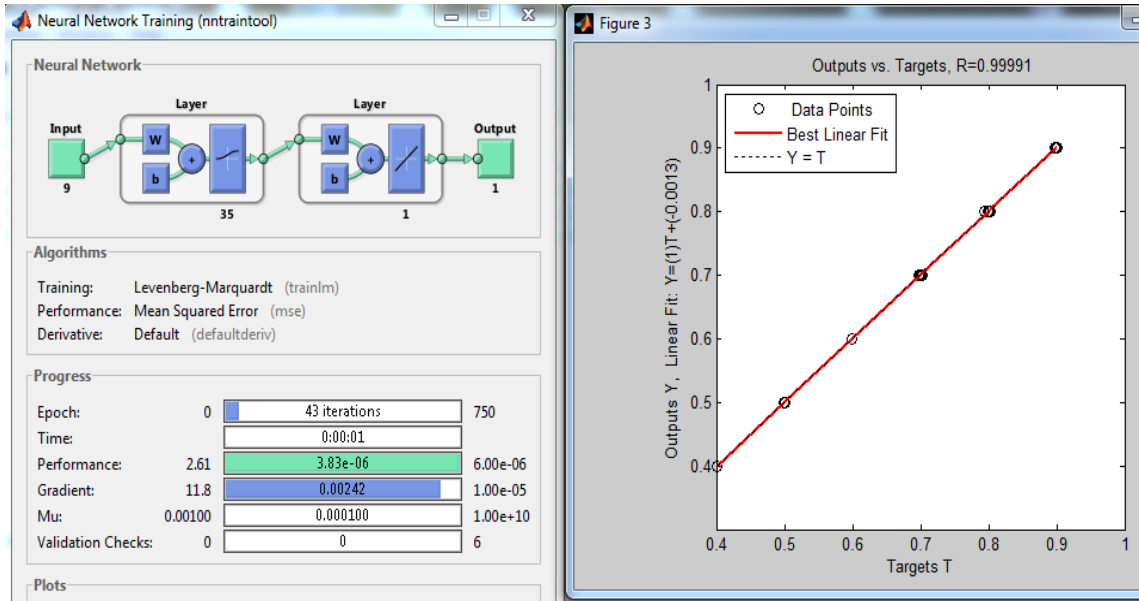 Neural Network Training (nntraintool)
Neural Network
Layer
Layer
Input
Output
W
W
+
+
b
b
9
1
35
1
Algorithms
Training: Levenberg-Marquardt (trainlm)
Performance: Mean Squared Error (mse)
Derivative: Default (defaultderiv)
Progress
Epoch: 0 43 iterations 750
Time: 0:00:01
Performance: 2.61 3.83e-06 6.00e-06
Gradient: 11.8 0.00242 1.00e-05
Mu: 0.00100 0.000100 1.00e+10
Validation Checks: 0 0 6
Plots
Figure 3
Outputs vs. Targets, R=0.99991
Data Points
Best Linear Fit
Y = T
Outputs Y, Linear Fit: Y=(1)T+(-0.0013)
1
0.9
0.8
0.7
0.6
0.5
0.4
0.4 0.5 0.6 0.7 0.8 0.9 1
Targets T